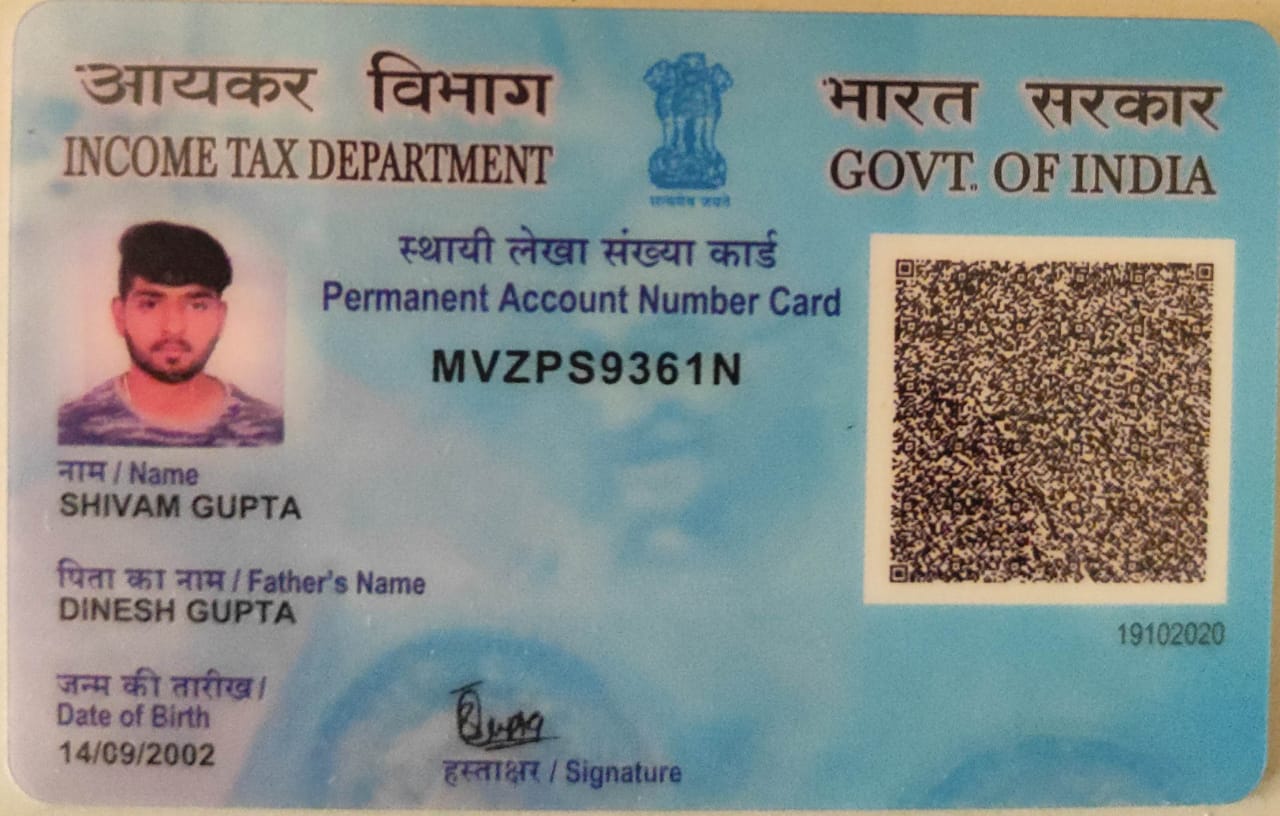 आयकर विभाग
INCOME TAX DEPARTMENT
सत्यमेव जयते
भारत सरकार
GOVT. OF INDIA
स्थायी लेखा संख्या कार्ड
Permanent Account Number Card
MVZPS9361N
नाम / Name
SHIVAM GUPTA
पिता का नाम / Father's Name
DINESH GUPTA
जन्म की तारीख /
Date of Birth
14/09/2002
हस्ताक्षर / Signature
19102020